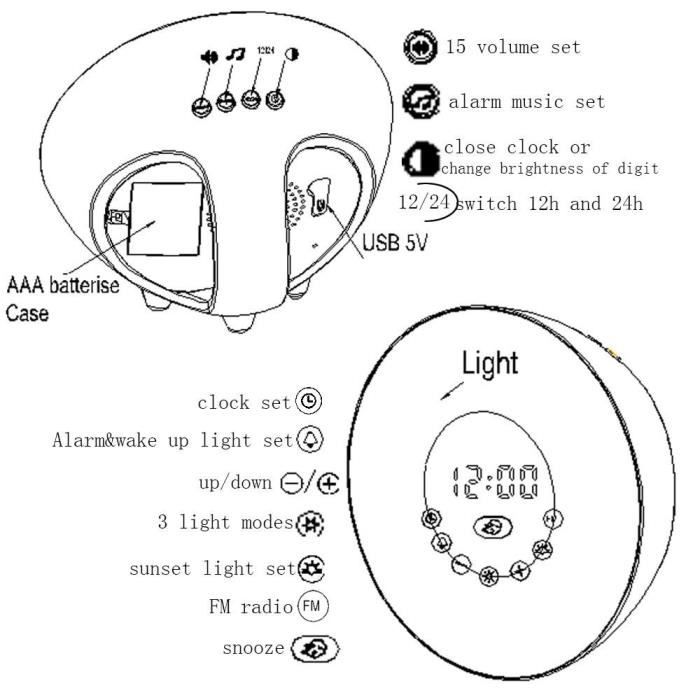 12/24
15 volume set
alarm music set
close clock or
change brightness of digit
12/24 switch 12h and 24h
USB 5V
AAA batterise
Case
Light
clock set
Alarm&wake up light set
12:00
up/down
3 light modes
sunset light set
FM radio FM
snooze